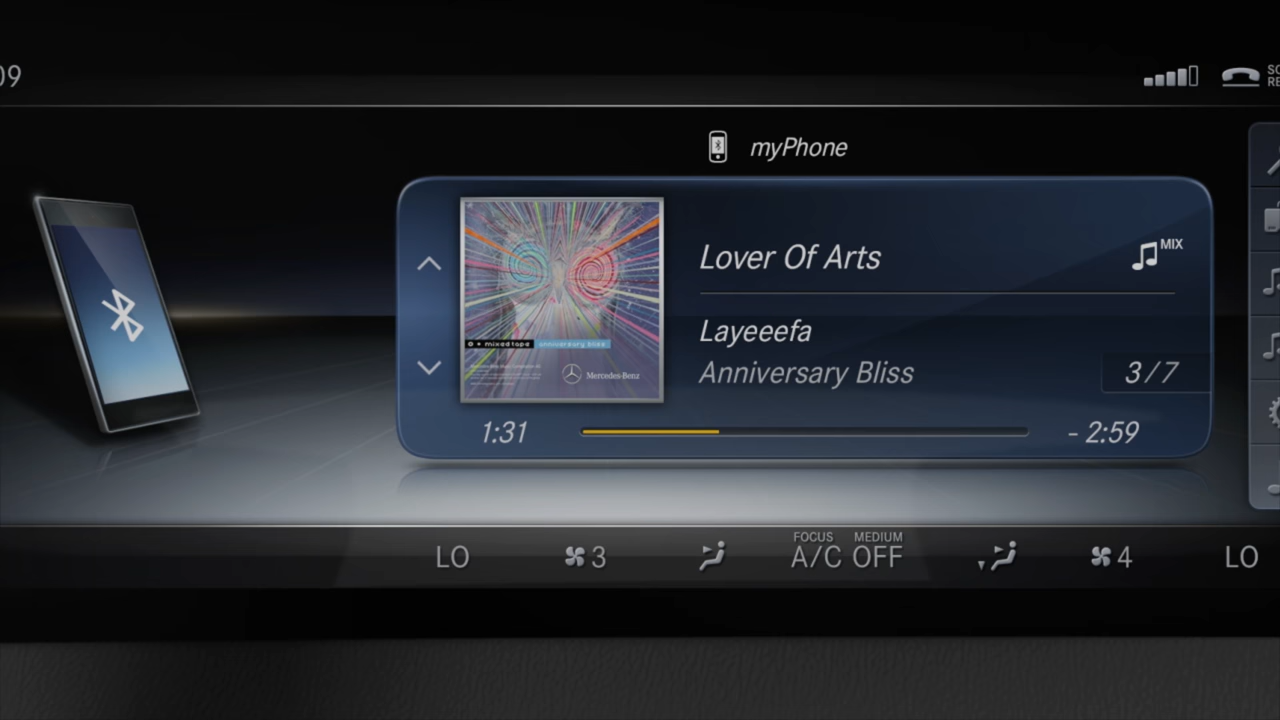 09
myPhone
Lover Of Arts
MIX
Layeeefa
Anniversary Bliss
3/7
mixedtape anniversary bliss
Mercedes-Benz
1:31
- 2:59
LO
3
FOCUS
A/C
MEDIUM
OFF
4
LO